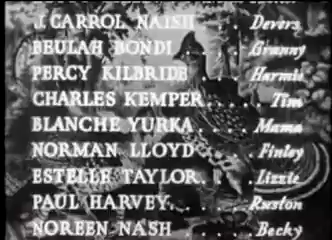 J. CARROL NAISH . . . Devers
BEULAH BONDI . . . . . Granny
PERCY KILBRIDE . . . Harmie
CHARLES KEMPER. . . . Tim
BLANCHE YURKA . . . . Mama
NORMAN LLOYD . . . . Finley
ESTELLE TAYLOR. . . . Lizzie
PAUL HARVEY. . . . . Ruston
NOREEN NASH . . . . Becky